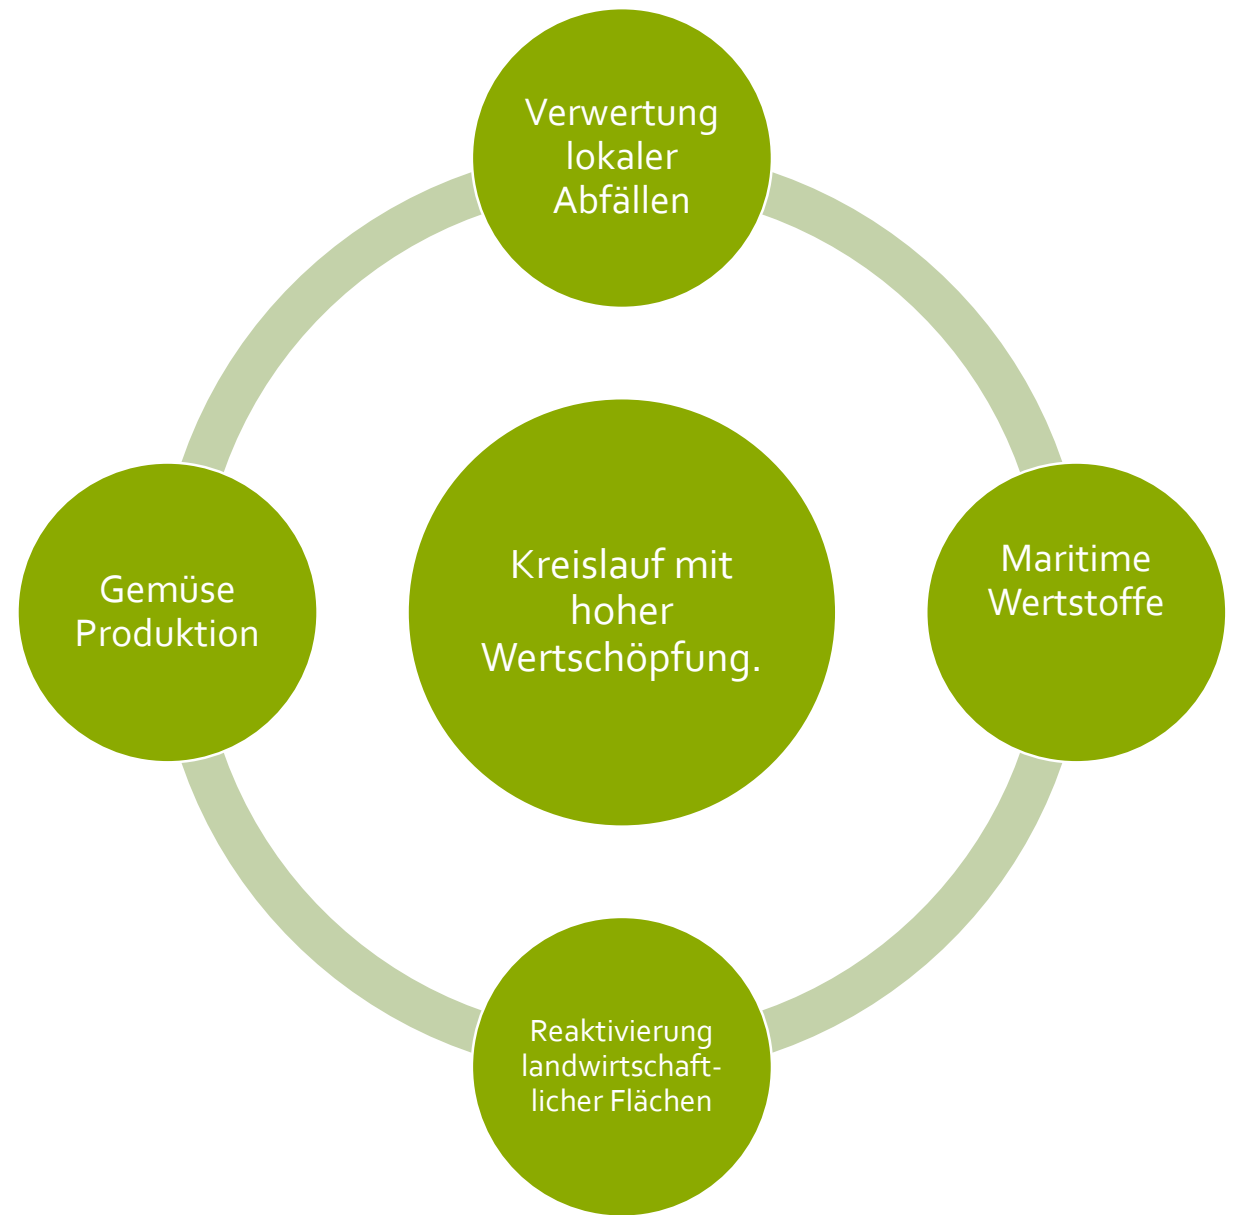 Verwertung
lokaler
Abfällen
Gemüse
Produktion
Kreislauf mit
hoher
Wertschöpfung.
Maritime
Wertstoffe
Reaktivierung
landwirtschaft-
licher Flächen